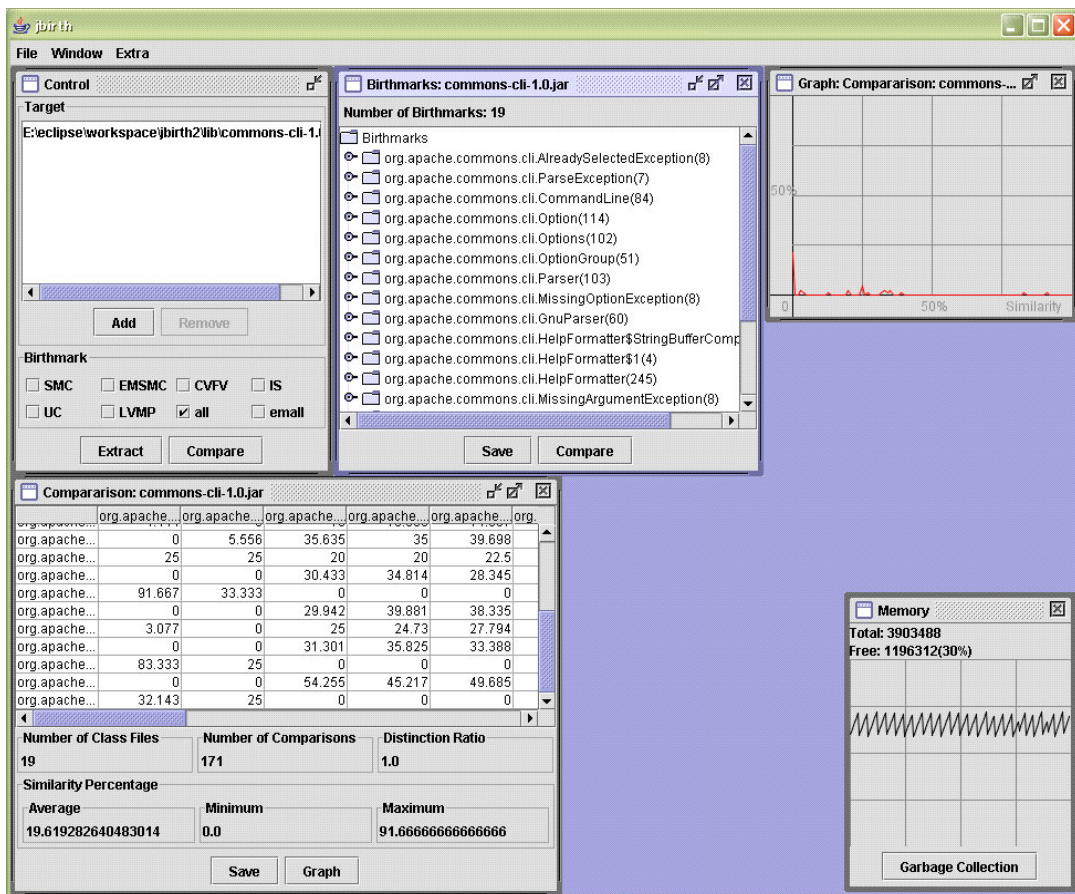 jbirth
File Window Extra
Control
Target
E:\eclipse\workspace\jbirth2\lib\commons-cli-1.
Add Remove
Birthmark
SMC EMSMC CVFV IS
UC LVMP all emall
Extract Compare
Birthmarks: commons-cli-1.0.jar
Number of Birthmarks: 19
Birthmarks
org.apache.commons.cli.AlreadySelectedException(8)
org.apache.commons.cli.ParseException(7)
org.apache.commons.cli.CommandLine(84)
org.apache.commons.cli.Option(114)
org.apache.commons.cli.Options(102)
org.apache.commons.cli.OptionGroup(51)
org.apache.commons.cli.Parser(103)
org.apache.commons.cli.MissingOptionException(8)
org.apache.commons.cli.GnuParser(60)
org.apache.commons.cli.HelpFormatter$StringBufferComp
org.apache.commons.cli.HelpFormatter$1(4)
org.apache.commons.cli.HelpFormatter(245)
org.apache.commons.cli.MissingArgumentException(8)
Save Compare
Graph: Compararison: commons-...
50%
0 50% Similarity
Compararison: commons-cli-1.0.jar
org.apache.... org.apache.... org.apache.... org.apache.... org.apache.... org.
org.apache... 0 5.556 35.635 35 39.698
org.apache... 25 25 20 20 22.5
org.apache... 0 0 30.433 34.814 28.345
org.apache... 91.667 33.333 0 0 0
org.apache... 0 0 29.942 39.881 38.335
org.apache... 3.077 0 25 24.73 27.794
org.apache... 0 0 31.301 35.825 33.388
org.apache... 83.333 25 0 0 0
org.apache... 0 0 54.255 45.217 49.685
org.apache... 32.143 25 0 0 0
Number of Class Files Number of Comparisons Distinction Ratio
19 171 1.0
Similarity Percentage
Average Minimum Maximum
19.619282640483014 0.0 91.66666666666666
Save Graph
Memory
Total: 3903488
Free: 1196312(30%)
Garbage Collection